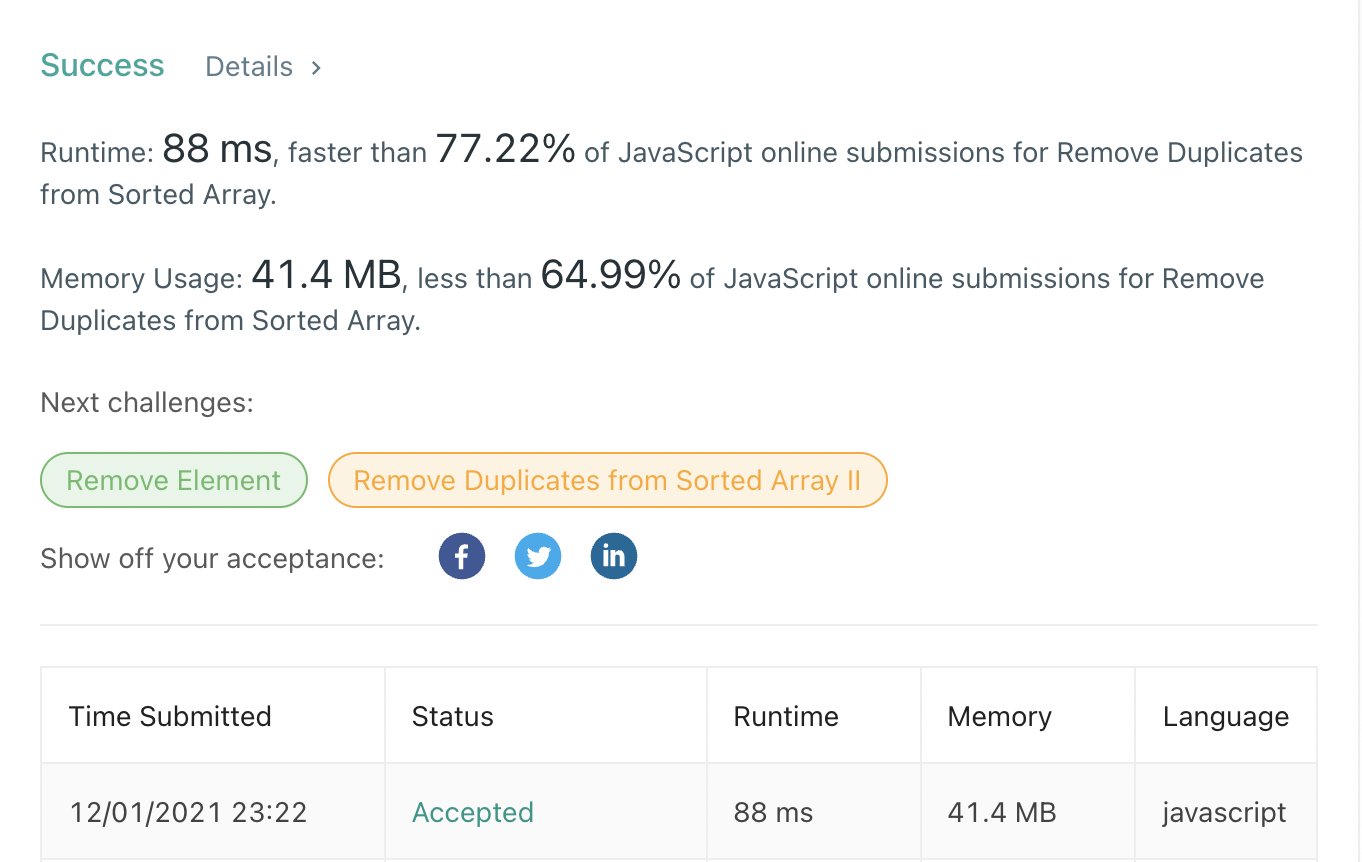 Success Details >
Runtime: 88 ms, faster than 77.22% of JavaScript online submissions for Remove Duplicates
from Sorted Array.
Memory Usage: 41.4 MB, less than 64.99% of JavaScript online submissions for Remove
Duplicates from Sorted Array.
Next challenges:
Remove Element Remove Duplicates from Sorted Array II
Show off your acceptance: f in
Time Submitted Status Runtime Memory Language
12/01/2021 23:22 Accepted 88 ms 41.4 MB javascript